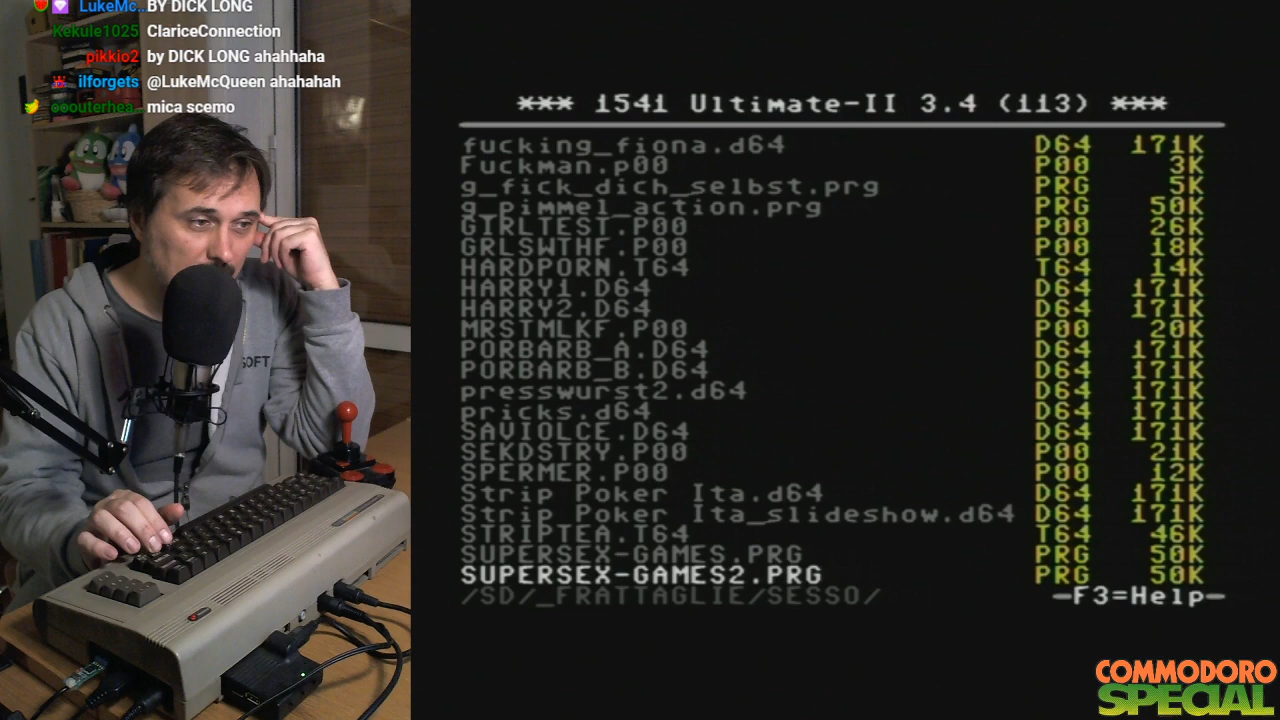 LukeMc… BY DICK LONG
Kekule1025 ClariceConnection
pikkio2 by DICK LONG ahahhaha
ilforgets @LukeMcQueen ahahahah
ooouterhea… mica scemo
*** 1541 Ultimate-II 3.4 (113) ***
fucking_fiona.d64 D64 171K
Fuckman.p00 P00 3K
g_fick_dich_selbst.prg PRG 5K
g_pimmel_action.prg PRG 50K
GIRLTEST.P00 P00 26K
GRLSWTHF.P00 P00 18K
HARDPORN.T64 T64 14K
HARRY1.D64 D64 171K
HARRY2.D64 D64 171K
MRSTMLKF.P00 P00 20K
PORBARB_A.D64 D64 171K
PORBARB_B.D64 D64 171K
presswurst2.d64 D64 171K
pricks.d64 D64 171K
SAVIOLCE.D64 D64 171K
SEKDSTRY.P00 P00 21K
SPERMER.P00 P00 12K
Strip Poker Ita.d64 D64 171K
Strip Poker Ita_slideshow.d64 D64 171K
STRIPTEA.T64 T64 46K
SUPERSEX-GAMES.PRG PRG 50K
SUPERSEX-GAMES2.PRG PRG 50K
/SD/_FRATTAGLIE/SESSO/ F3=Help
SOFT
COMMODORO
SPECIAL